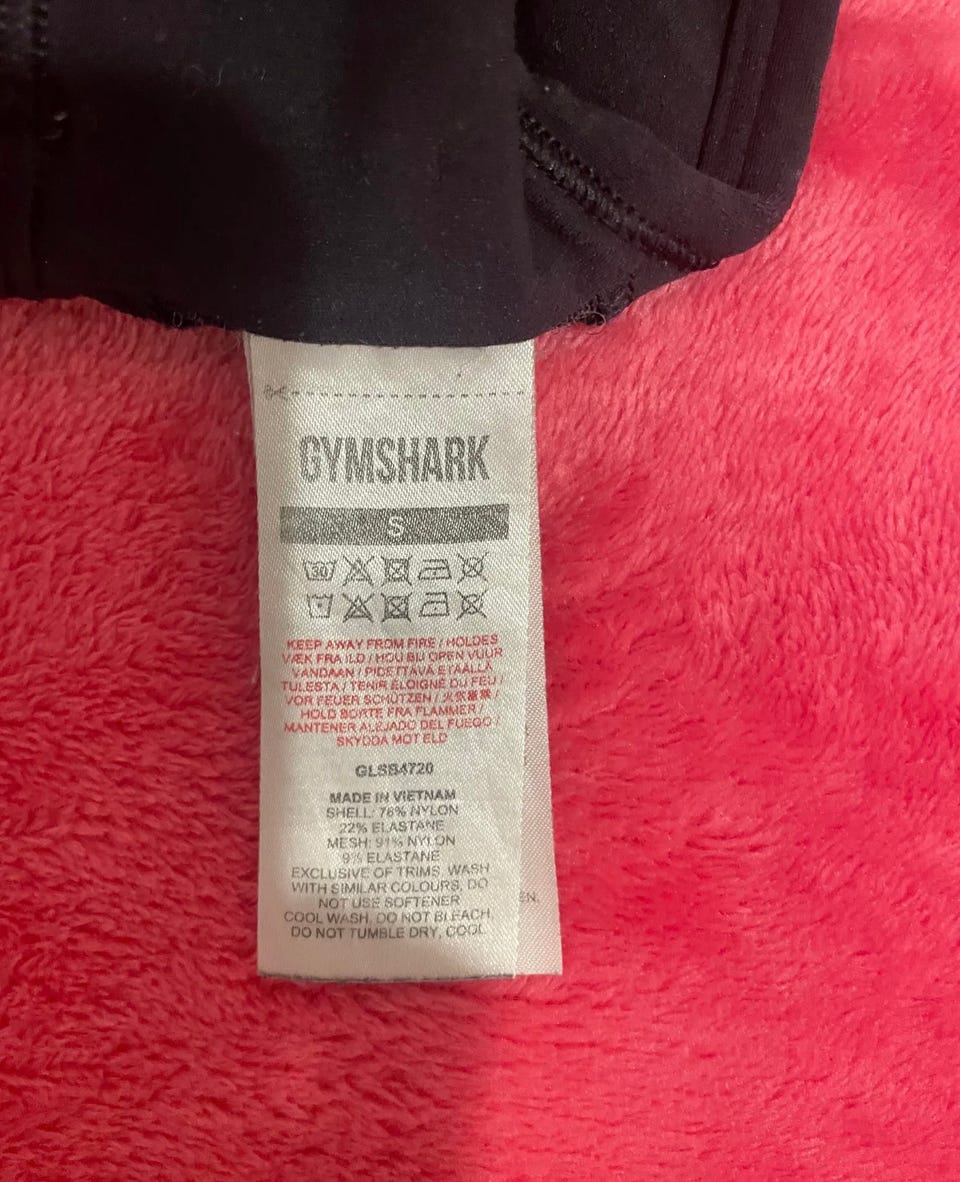 GYMSHARK
S
30
KEEP AWAY FROM FIRE / HOLDES
VÆK FRA ILD / HOU BIJ OPEN VUUR
VANDAAN / PIDETTÄVÄ ETÄÄLLÄ
TULESTA / TENIR ÉLOIGNÉ DU FEU /
VOR FEUER SCHÜTZEN /
HOLD BORTE FRA FLAMMER /
MANTENER ALEJADO DEL FUEGO /
SKYDDA MOT ELD
GLSB4720
MADE IN VIETNAM
SHELL: 78% NYLON
22% ELASTANE
MESH: 91% NYLON
9% ELASTANE
EXCLUSIVE OF TRIMS, WASH
WITH SIMILAR COLOURS, DO
NOT USE SOFTENER
COOL WASH, DO NOT BLEACH,
DO NOT TUMBLE DRY, COOL
EN.